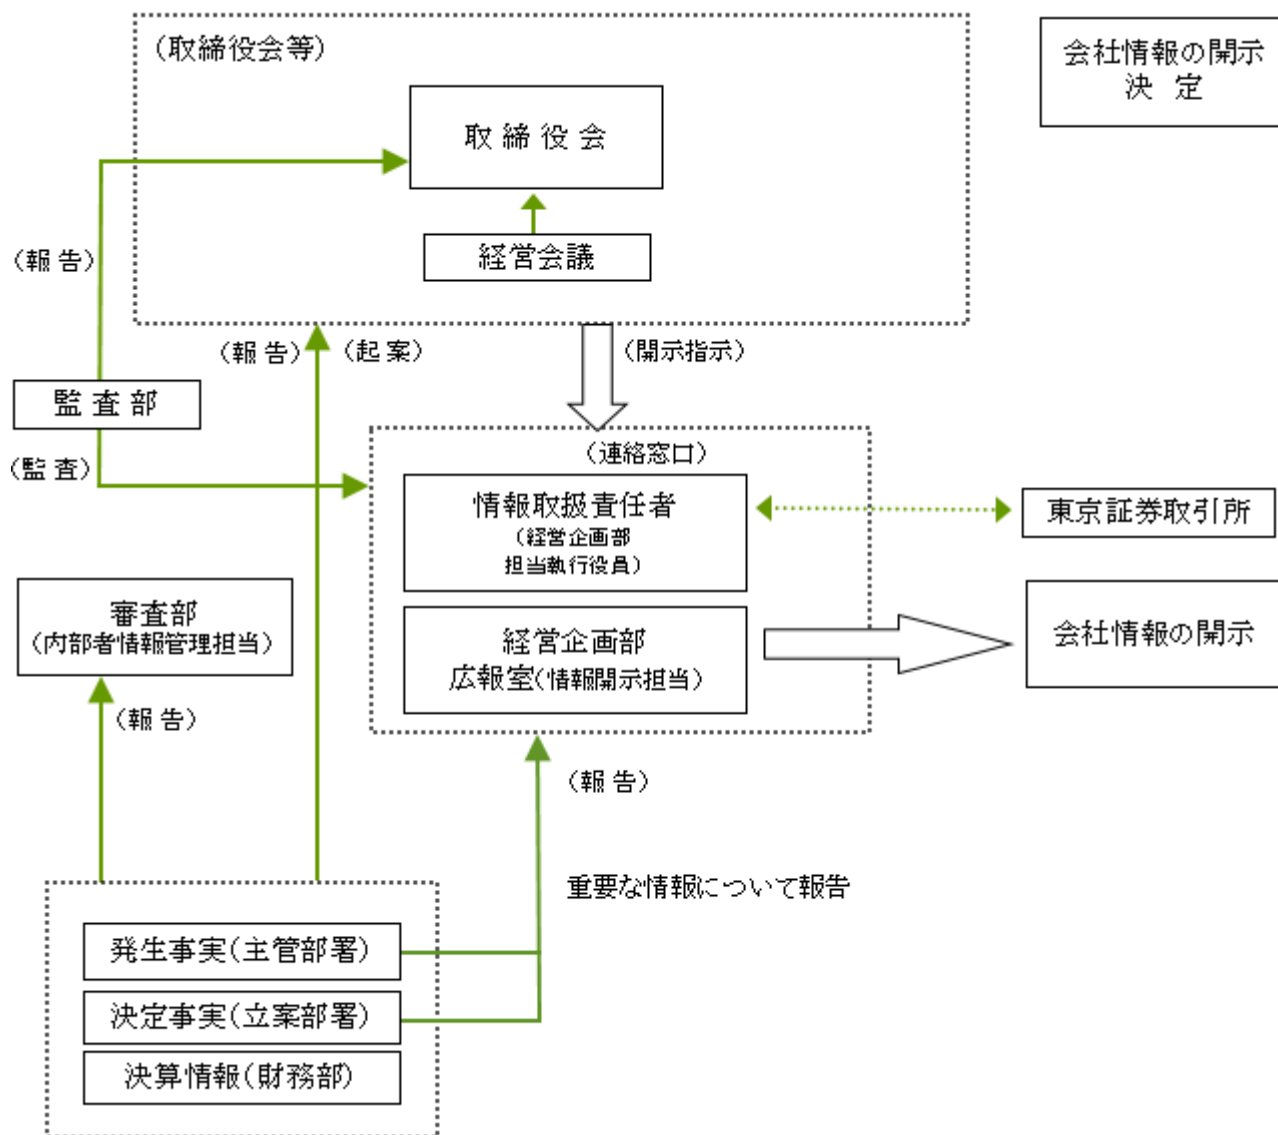 （取締役会等）
会社情報の開示
決 定
取 締 役 会
経営会議
（報 告）
（報 告）
（起 案）
（開示指示）
監 査 部
（監 査）
（連絡窓口）
情報取扱責任者
（経営企画部
担当執行役員）
東京証券取引所
審査部
（内部者情報管理担当）
経営企画部
広報室（情報開示担当）
会社情報の開示
（報 告）
（報 告）
重要な情報について報告
発生事実（主管部署）
決定事実（立案部署）
決算情報（財務部）